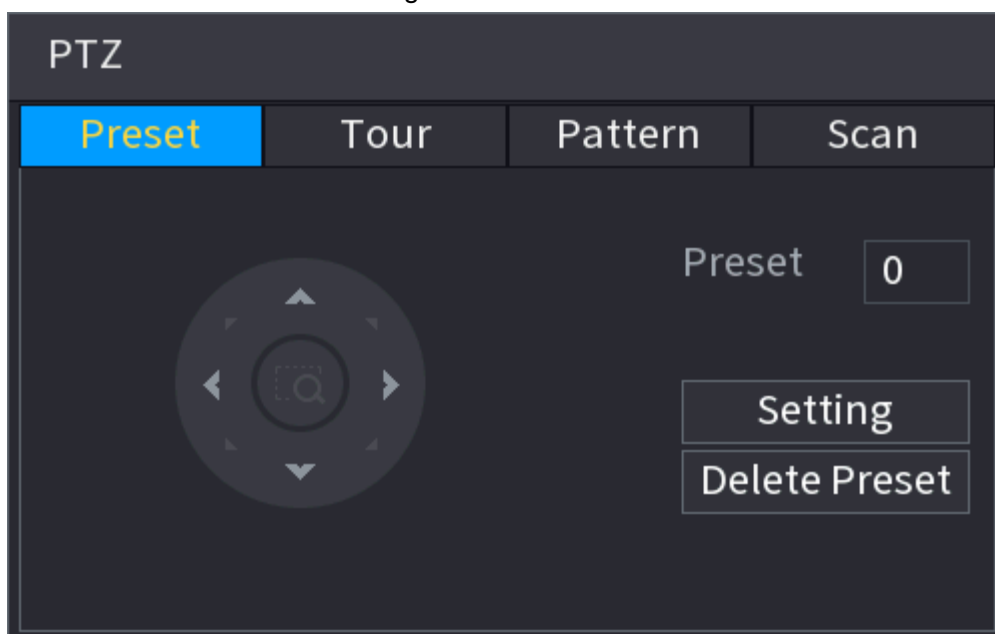 PTZ
Preset Tour Pattern Scan
Preset 0
Setting
Delete Preset